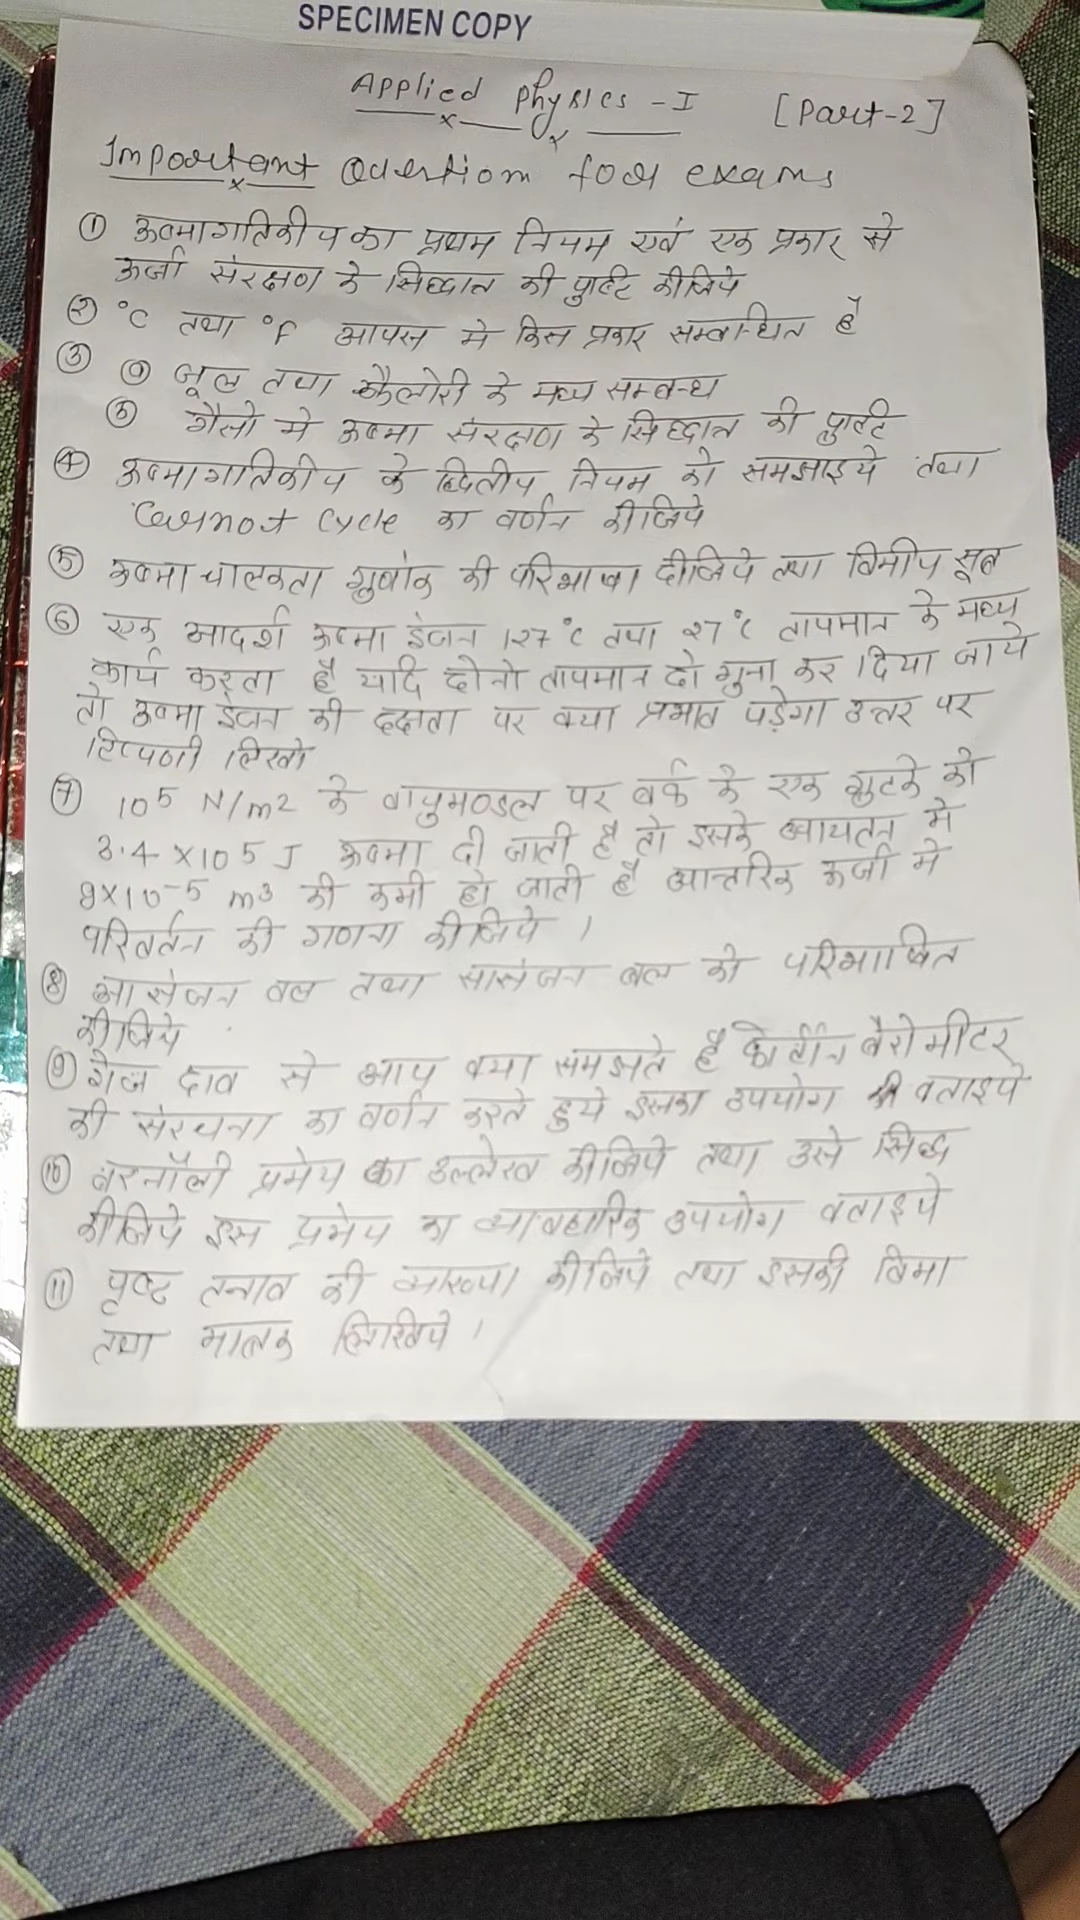 SPECIMEN COPY
Applied Physics - I [Part-2]
Important Question for exams
① ऊष्मागतिकीय का प्रथम नियम एवं एक प्रकार से
ऊर्जा संरक्षण के सिद्धात की पुष्टि कीजिये
② °C तथा °F आपस मे किस प्रकार सम्बन्धित है
③ ⓐ जूल तथा कैलोरी के मध्य सम्बन्ध
ⓑ गैसो मे ऊष्मा संरक्षण के सिद्धात की पुष्टि
④ ऊष्मागतिकीय के द्वितीय नियम को समझाइये तथा
Carnot cycle का वर्णन कीजिये
⑤ ऊष्मा चालकता गुणांक की परिभाषा दीजिये तथा विमीय सूत्र
⑥ एक आदर्श ऊष्मा इंजन 127°C तथा 27°C तापमान के मध्य
कार्य करता है यदि दोनो तापमान दो गुना कर दिया जाये
तो ऊष्मा इंजन की दक्षता पर क्या प्रभाव पड़ेगा उत्तर पर
टिप्पणी लिखो
⑦ 10⁵ N/m2 के वायुमण्डल पर बर्फ के एक गुटके को
3.4 ×10⁵ J ऊष्मा दी जाती है तो इसके आयतन मे
9×10⁻⁵ m³ की कमी हो जाती है आन्तरिक ऊर्जा मे
परिवर्तन की गणना कीजिये ।
⑧ आसंजन वल तथा सासंजन बल को परिभाषित
कीजिये
⑨ गेज दाव से आप क्या समझते है फोर्टीन बैरोमीटर
की संरचना का वर्णन करते हुये इसका उपयोग भी वताइये
⑩ बरनॉली प्रमेय का उल्लेख कीजिये तथा उसे सिद्ध
कीजिये इस प्रमेय का व्यावहारिक उपयोग वताइये
⑪ पृष्ट तनाव की व्याख्या कीजिये तथा इसकी विमा
तथा मात्रक लिखिये ।